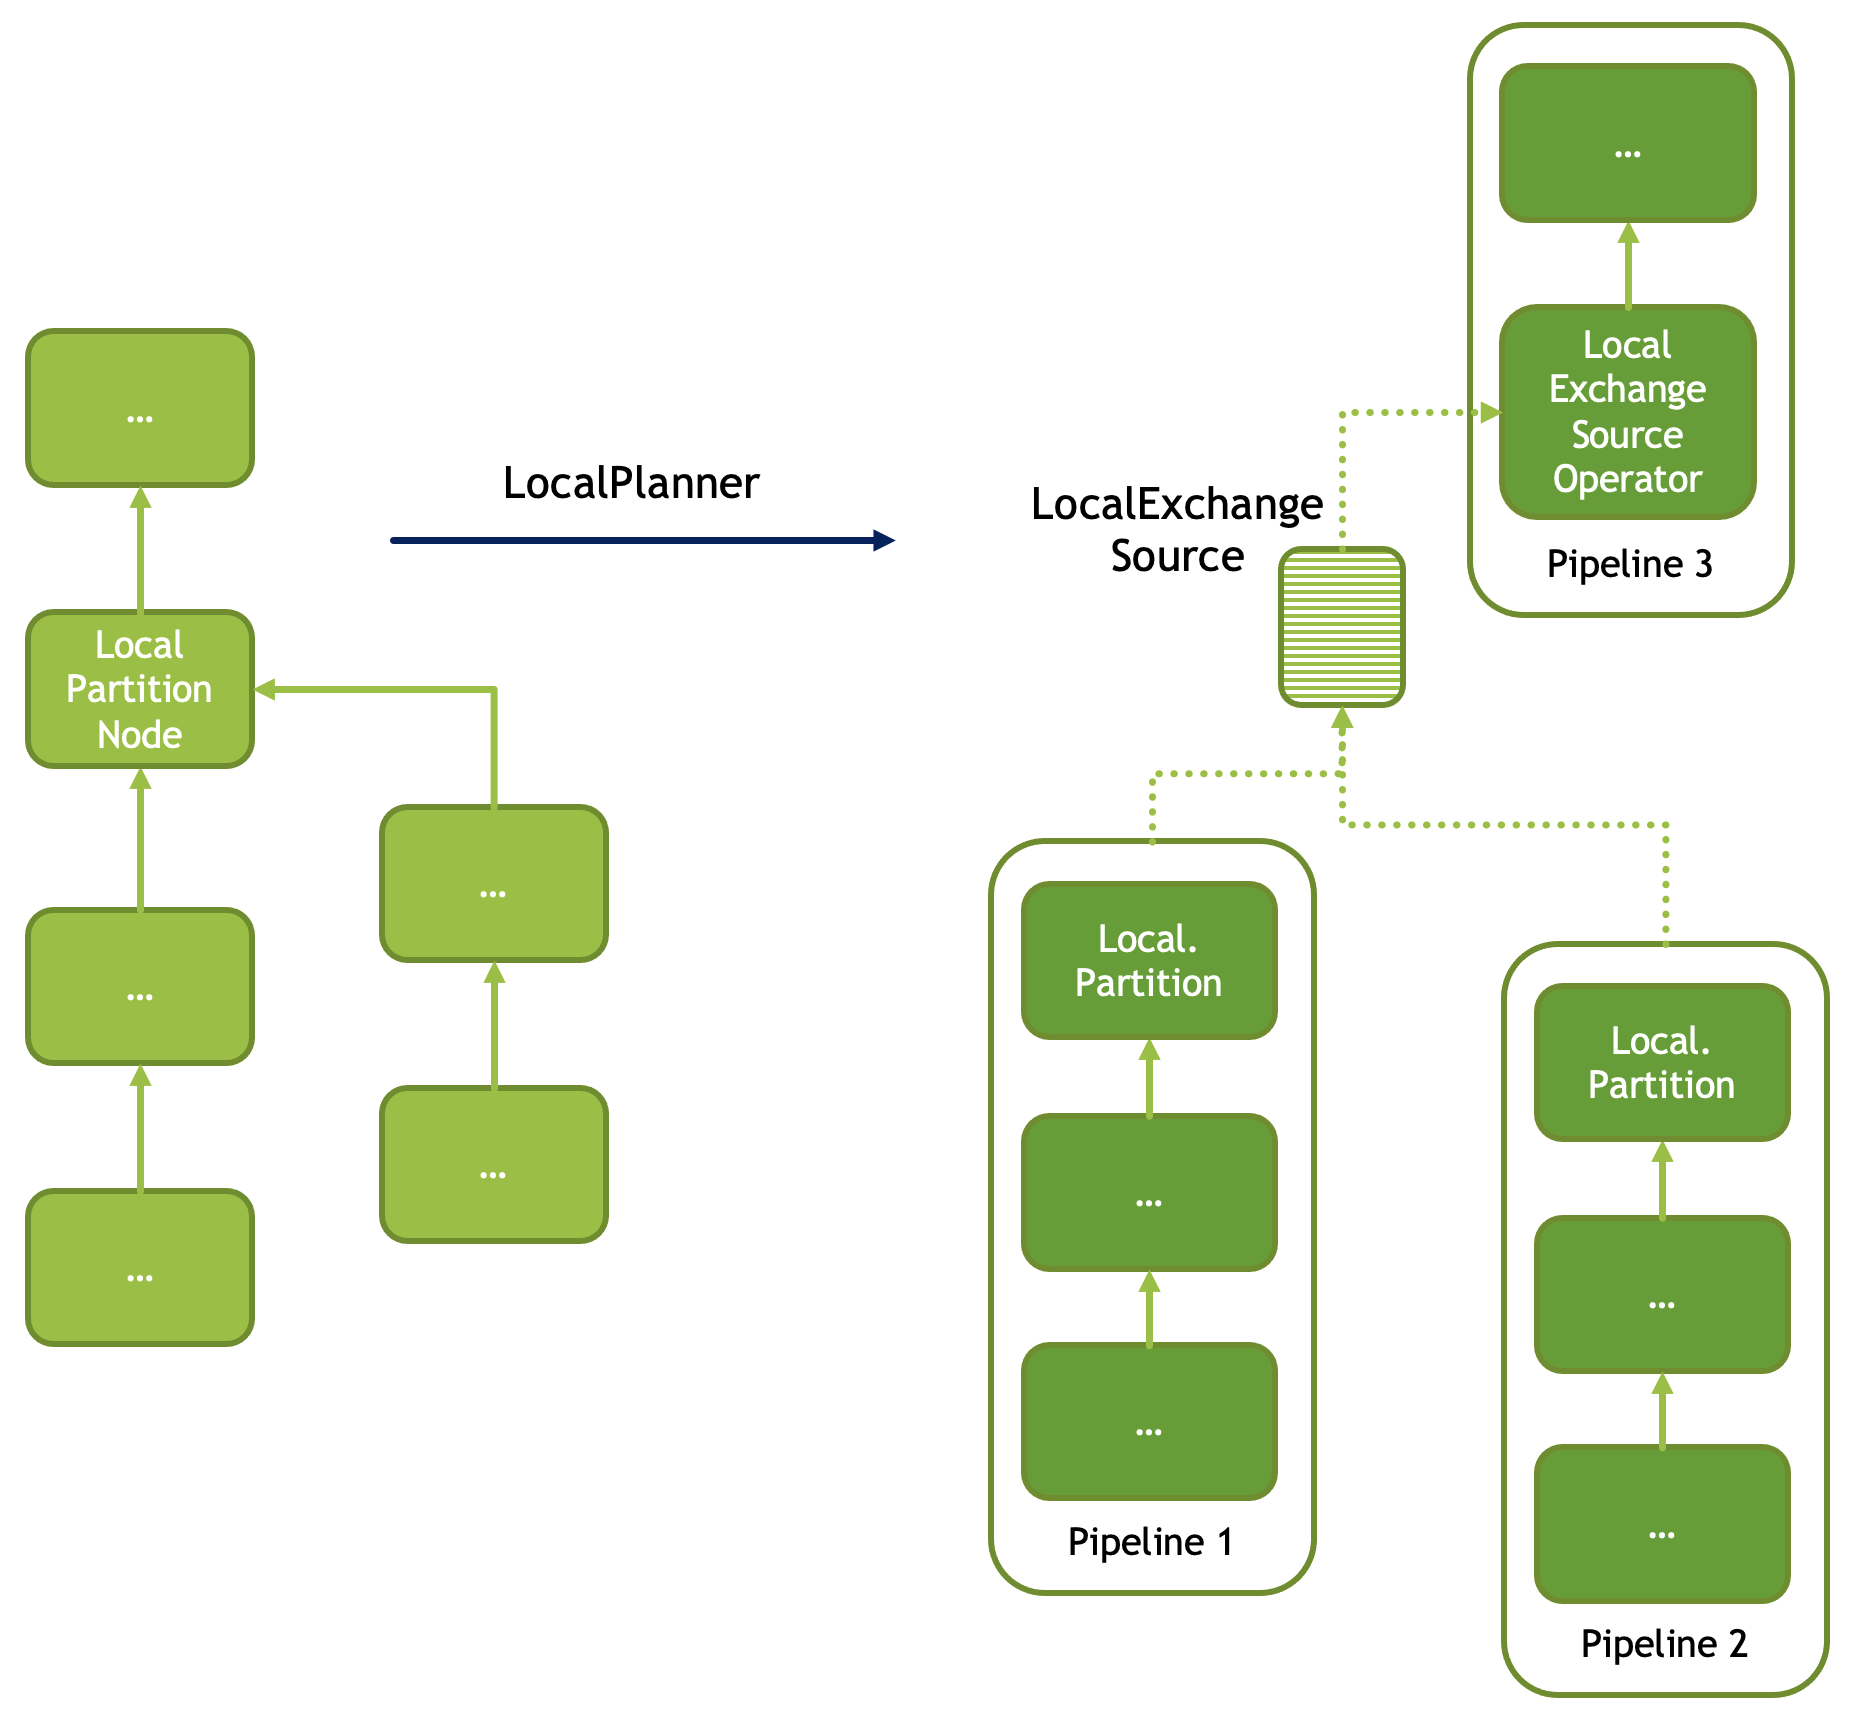 ...
Local
Partition
Node
...
...
...
...
LocalPlanner
LocalExchange
Source
...
Local
Exchange
Source
Operator
Pipeline 3
Local.
Partition
...
...
Pipeline 1
Local.
Partition
...
...
Pipeline 2